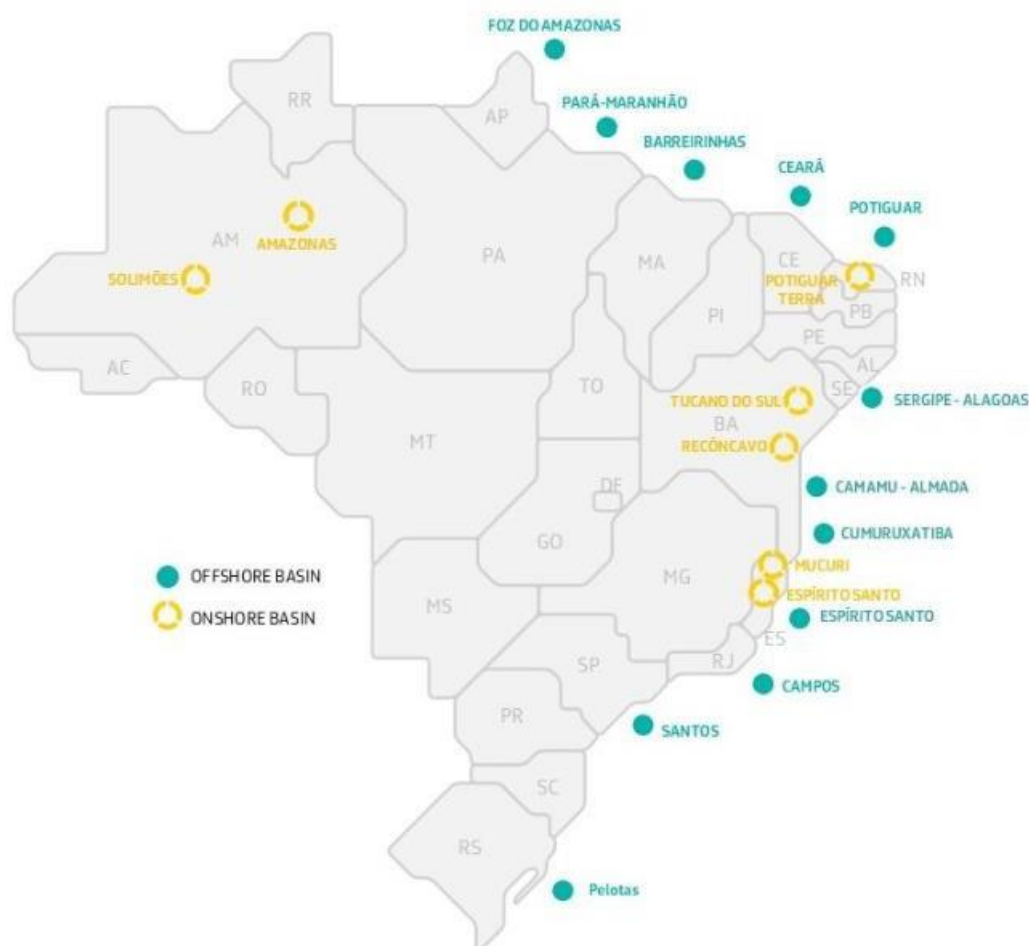 FOZ DO AMAZONAS
RR
AP
PARÁ-MARANHÃO
BARREIRINHAS
CEARÁ
POTIGUAR
AM
AMAZONAS
PA
MA
CE
SOLIMÕES
POTIGUAR
TERRA
RN
PI
PB
PE
AC
RO
TO
AL
SE
TUCANO DO SUL
SERGIPE - ALAGOAS
MT
BA
RECÔNCAVO
DF
CAMAMU - ALMADA
GO
CUMURUXATIBA
MUCURI
OFFSHORE BASIN
MG
ESPÍRITO SANTO
ONSHORE BASIN
MS
ESPÍRITO SANTO
ES
SP
RJ
CAMPOS
PR
SANTOS
SC
RS
Pelotas